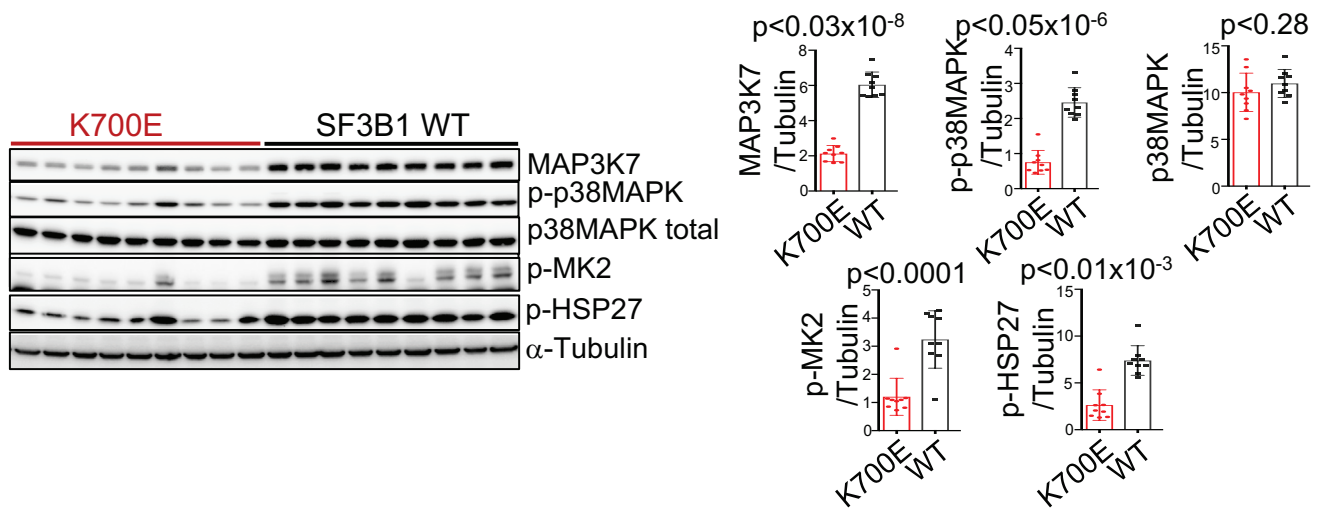 K700E
SF3B1 WT
MAP3K7
p-p38MAPK
p38MAPK total
p-MK2
p-HSP27
α-Tubulin
p<0.03x10-8
MAP3K7
/Tubulin
8
6
4
2
0
K700E
WT
p<0.05x10-6
p-p38MAPK
/Tubulin
4
3
2
1
0
K700E
WT
p<0.28
p38MAPK
/Tubulin
15
10
5
0
K700E
WT
p<0.0001
p-MK2
/Tubulin
5
4
3
2
1
0
K700E
WT
p<0.01x10-3
p-HSP27
/Tubulin
15
10
5
0
K700E
WT